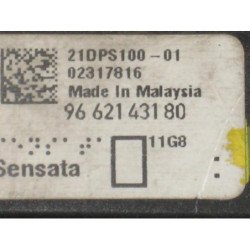 21DPS100-01
02317816
Made In Malaysia
96 621 431 80
11G8
Sensata